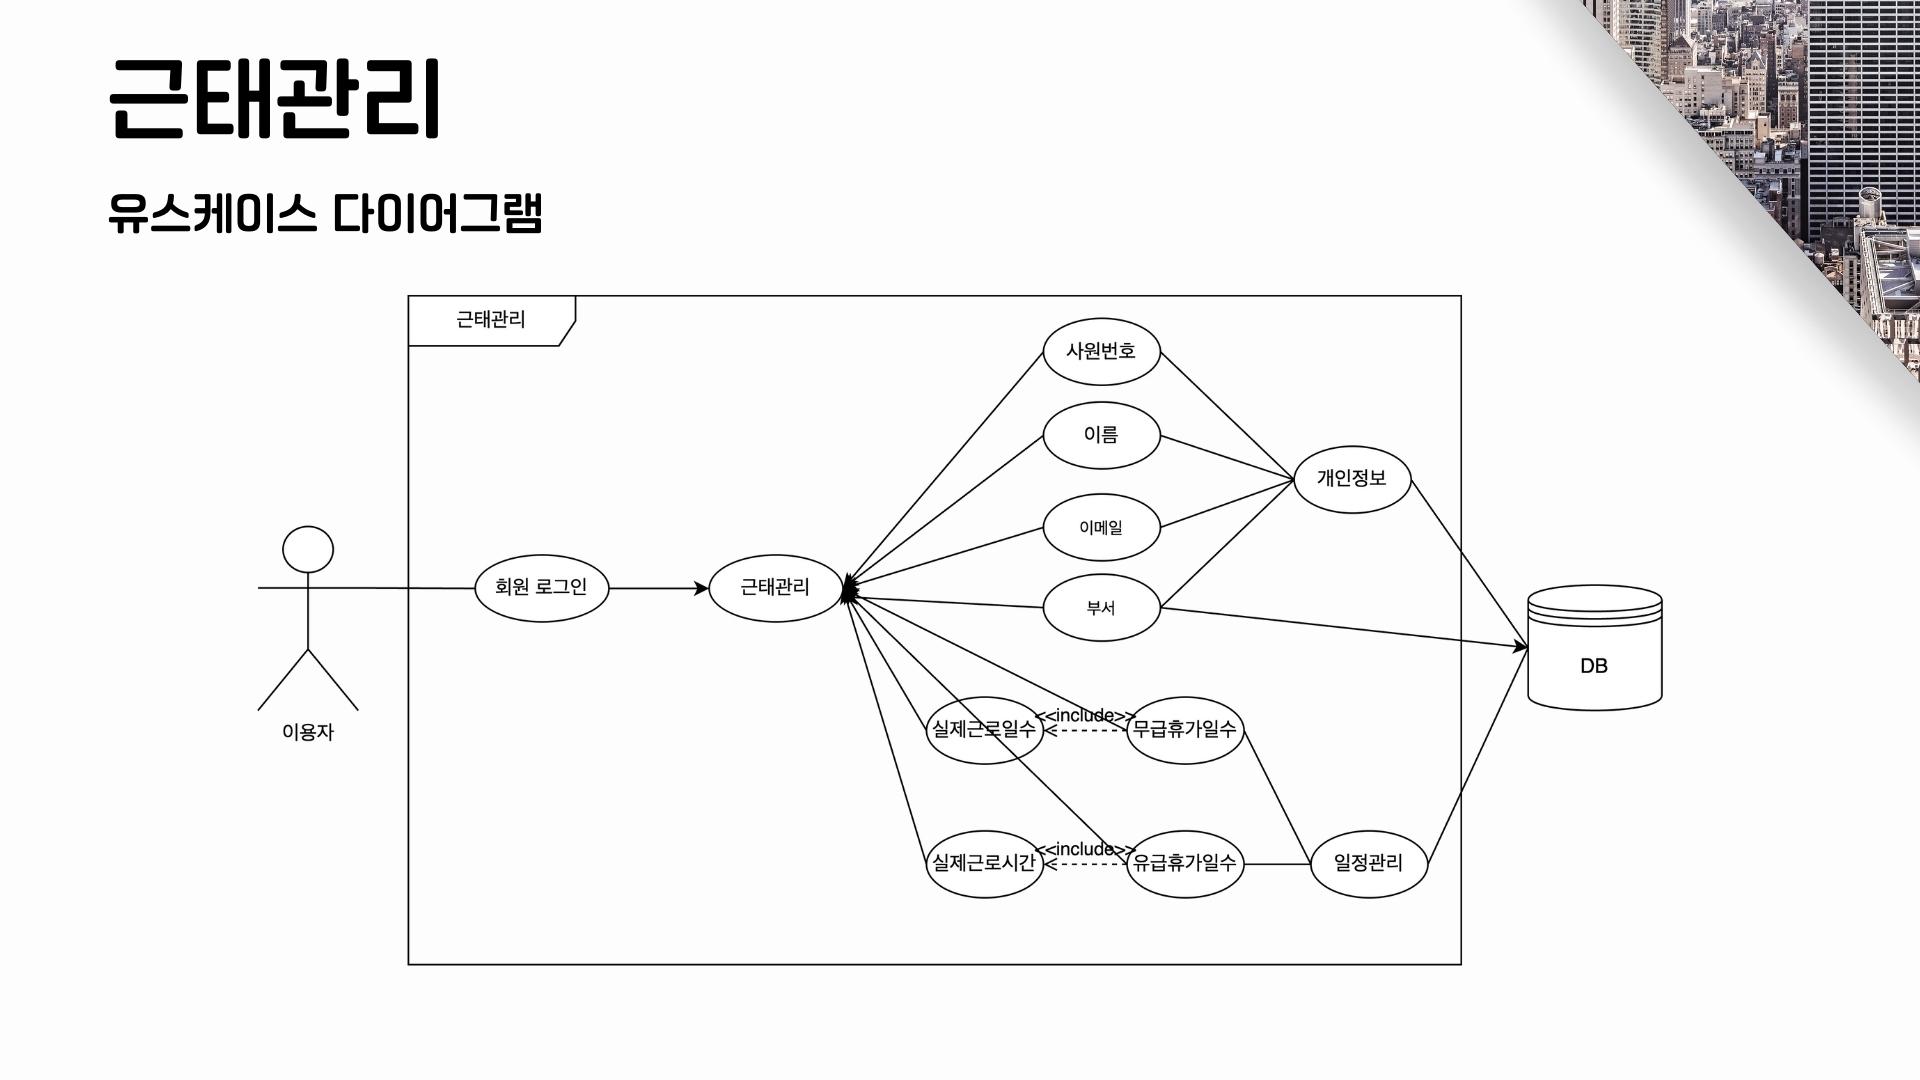 근태관리
유스케이스 다이어그램
근태관리
사원번호
이름
개인정보
이메일
회원 로그인
근태관리
부서
DB
이용자
실제근로일수
<<include>>
무급휴가일수
실제근로시간
<<include>>
유급휴가일수
일정관리